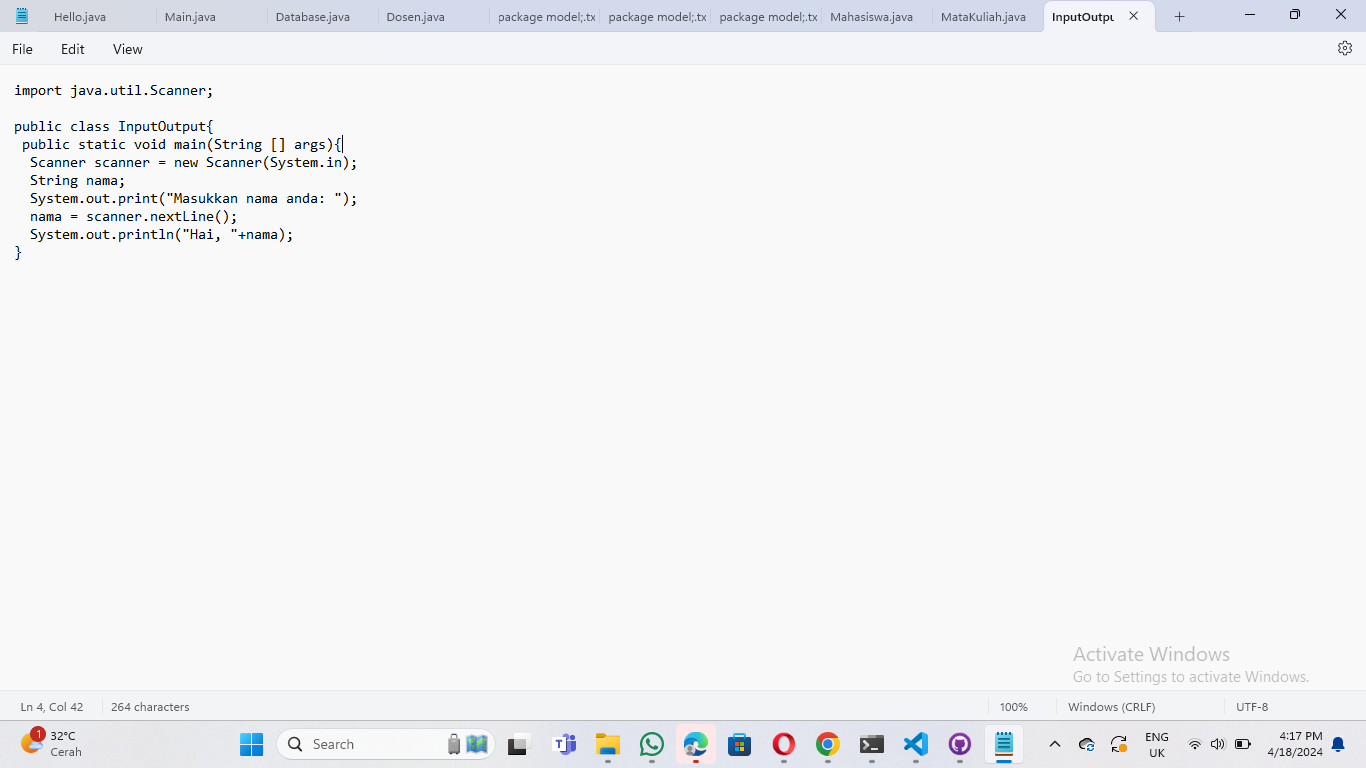 Hello.java Main.java Database.java Dosen.java package model;.tx package model;.tx package model;.tx Mahasiswa.java MataKuliah.java InputOutpu
File Edit View
import java.util.Scanner;
public class InputOutput{
public static void main(String [] args){
Scanner scanner = new Scanner(System.in);
String nama;
System.out.print("Masukkan nama anda: ");
nama = scanner.nextLine();
System.out.println("Hai, "+nama);
}
Activate Windows
Go to Settings to activate Windows.
Ln 4, Col 42 264 characters 100% Windows (CRLF) UTF-8
1 32°C Search ENG 4:17 PM
Cerah UK 4/18/2024